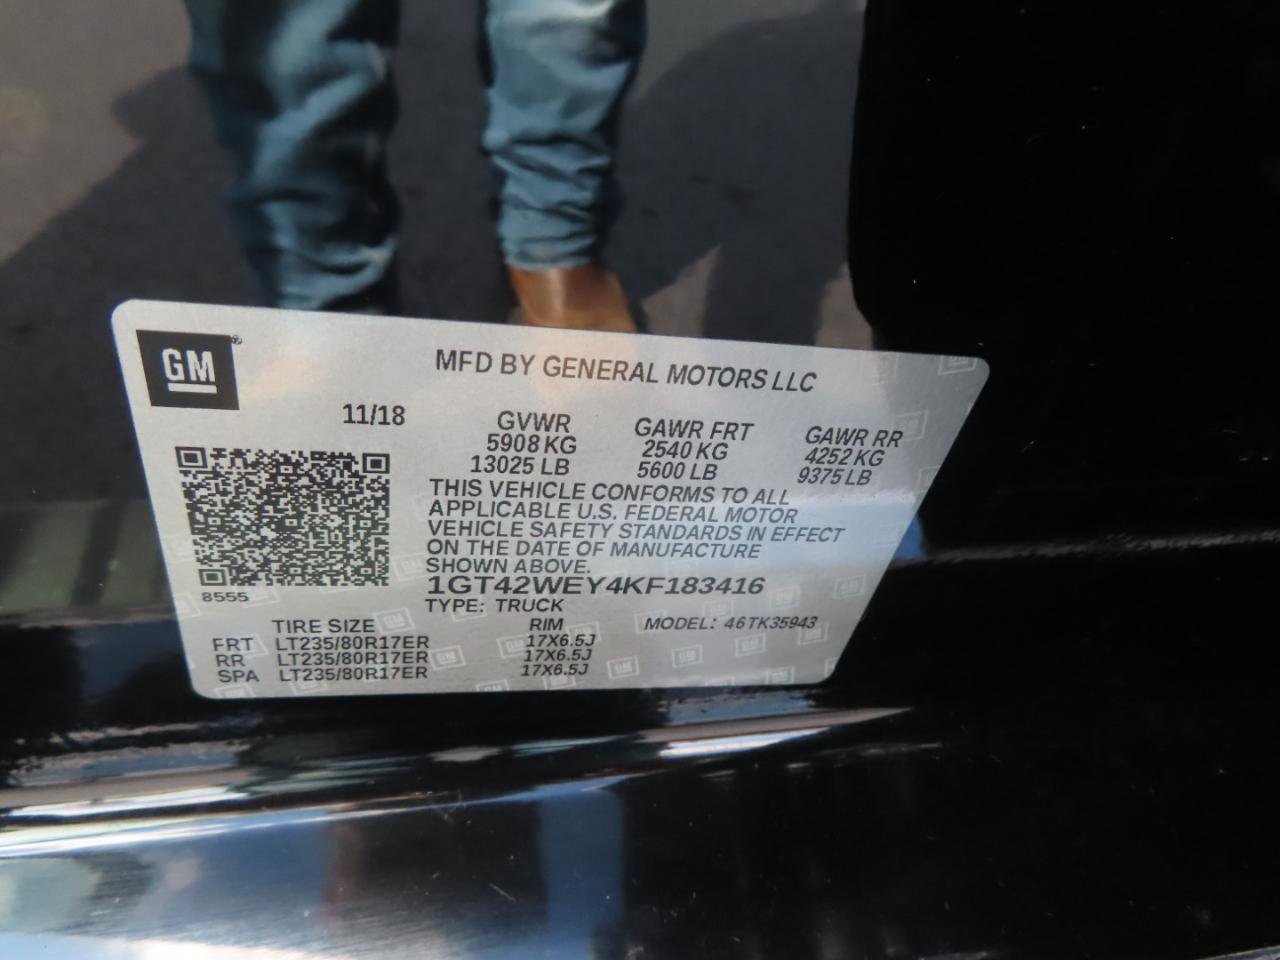 GM®
MFD BY GENERAL MOTORS LLC
11/18
GVWR GAWR FRT GAWR RR
5908 KG 2540 KG 4252 KG
13025 LB 5600 LB 9375 LB
THIS VEHICLE CONFORMS TO ALL
APPLICABLE U.S. FEDERAL MOTOR
VEHICLE SAFETY STANDARDS IN EFFECT
ON THE DATE OF MANUFACTURE
SHOWN ABOVE.
8555
1GT42WEY4KF183416
TYPE: TRUCK
TIRE SIZE RIM MODEL: 46TK35943
FRT LT235/80R17ER 17X6.5J
RR LT235/80R17ER 17X6.5J
SPA LT235/80R17ER 17X6.5J